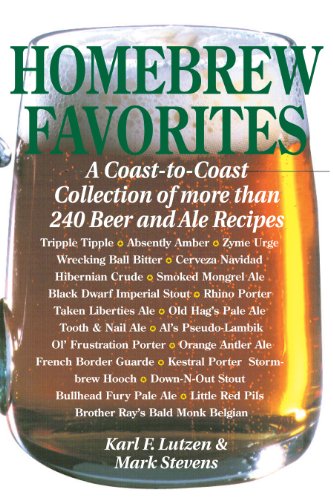 HOMEBREW
FAVORITES
A Coast-to-Coast
Collection of more than
240 Beer and Ale Recipes
Tripple Tipple ✪ Absently Amber ✪ Zyme Urge
Wrecking Ball Bitter ✪ Cerveza Navidad
Hibernian Crude ✪ Smoked Mongrel Ale
Black Dwarf Imperial Stout ✪ Rhino Porter
Taken Liberties Ale ✪ Old Hag's Pale Ale
Tooth & Nail Ale ✪ Al's Pseudo-Lambik
Ol' Frustration Porter ✪ Orange Antler Ale
French Border Guarde ✪ Kestral Porter Storm-
brew Hooch ✪ Down-N-Out Stout
Bullhead Fury Pale Ale ✪ Little Red Pils
Brother Ray's Bald Monk Belgian
Karl F. Lutzen &
Mark Stevens